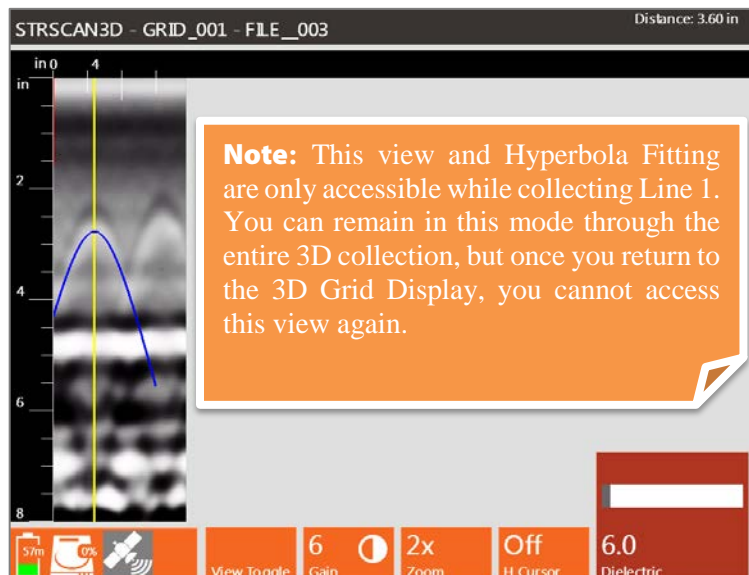 STRSCAN3D - GRID_001 - FILE__003
Distance: 3.60 in
in 0 4
in
2
4
6
8
Note: This view and Hyperbola Fitting
are only accessible while collecting Line 1.
You can remain in this mode through the
entire 3D collection, but once you return to
the 3D Grid Display, you cannot access
this view again.
57m 0% 6 2x Off 6.0
View Toggle Gain Zoom H Cursor Dielectric